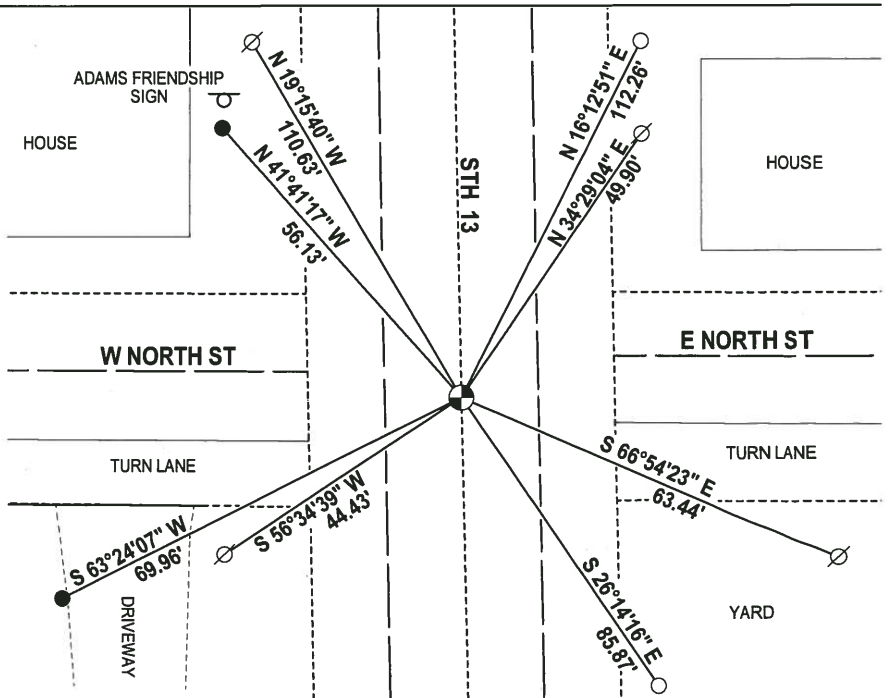 ADAMS FRIENDSHIP
SIGN
HOUSE
N 19°15'40" W
110.63'
N 41°41'17" W
56.13'
STH 13
N 16°12'51" E
112.26'
N 34°29'04" E
49.90'
HOUSE
W NORTH ST
E NORTH ST
TURN LANE
TURN LANE
S 63°24'07" W
69.96'
S 56°34'39" W
44.43'
S 66°54'23" E
63.44'
S 26°14'16" E
85.87'
DRIVEWAY
YARD